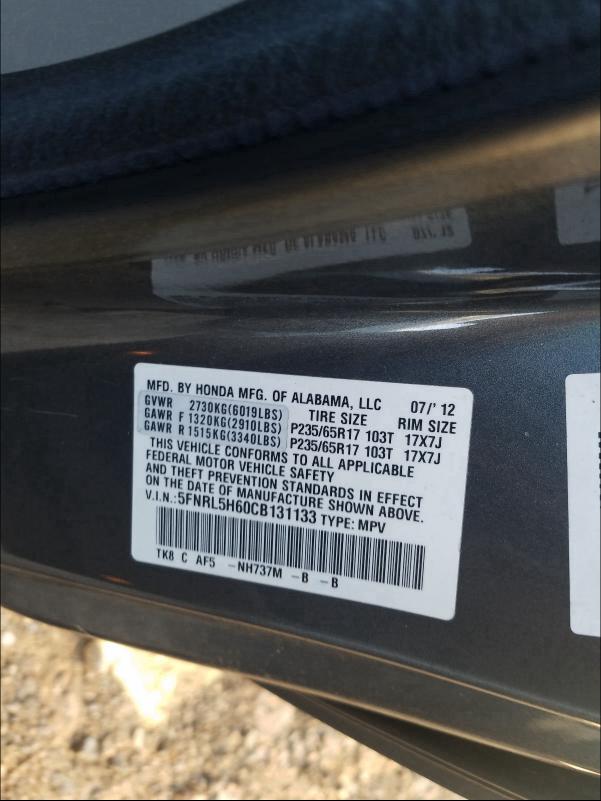 MFD. BY HONDA MFG. OF ALABAMA, LLC 07/'12
GVWR 2730KG(6019LBS) TIRE SIZE RIM SIZE
GAWR F 1320KG(2910LBS) P235/65R17 103T 17X7J
GAWR R 1515KG(3340LBS) P235/65R17 103T 17X7J
THIS VEHICLE CONFORMS TO ALL APPLICABLE
FEDERAL MOTOR VEHICLE SAFETY
AND THEFT PREVENTION STANDARDS IN EFFECT
ON THE DATE OF MANUFACTURE SHOWN ABOVE.
V.I.N.:5FNRL5H60CB131133 TYPE: MPV
TK8 C AF5 -NH737M -B -B